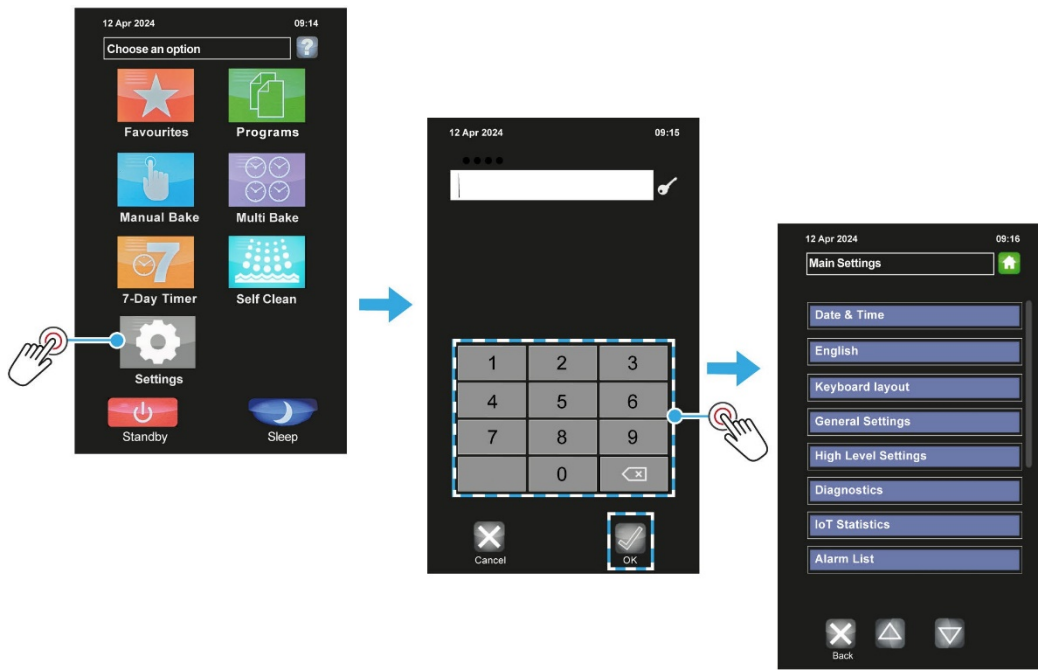 12 Apr 2024 09:14
Choose an option ?
Favourites Programs
Manual Bake Multi Bake
7
7-Day Timer Self Clean
Settings
Standby Sleep
12 Apr 2024 09:15
1 2 3
4 5 6
7 8 9
0
Cancel OK
12 Apr 2024 09:16
Main Settings
Date & Time
English
Keyboard layout
General Settings
High Level Settings
Diagnostics
IoT Statistics
Alarm List
Back